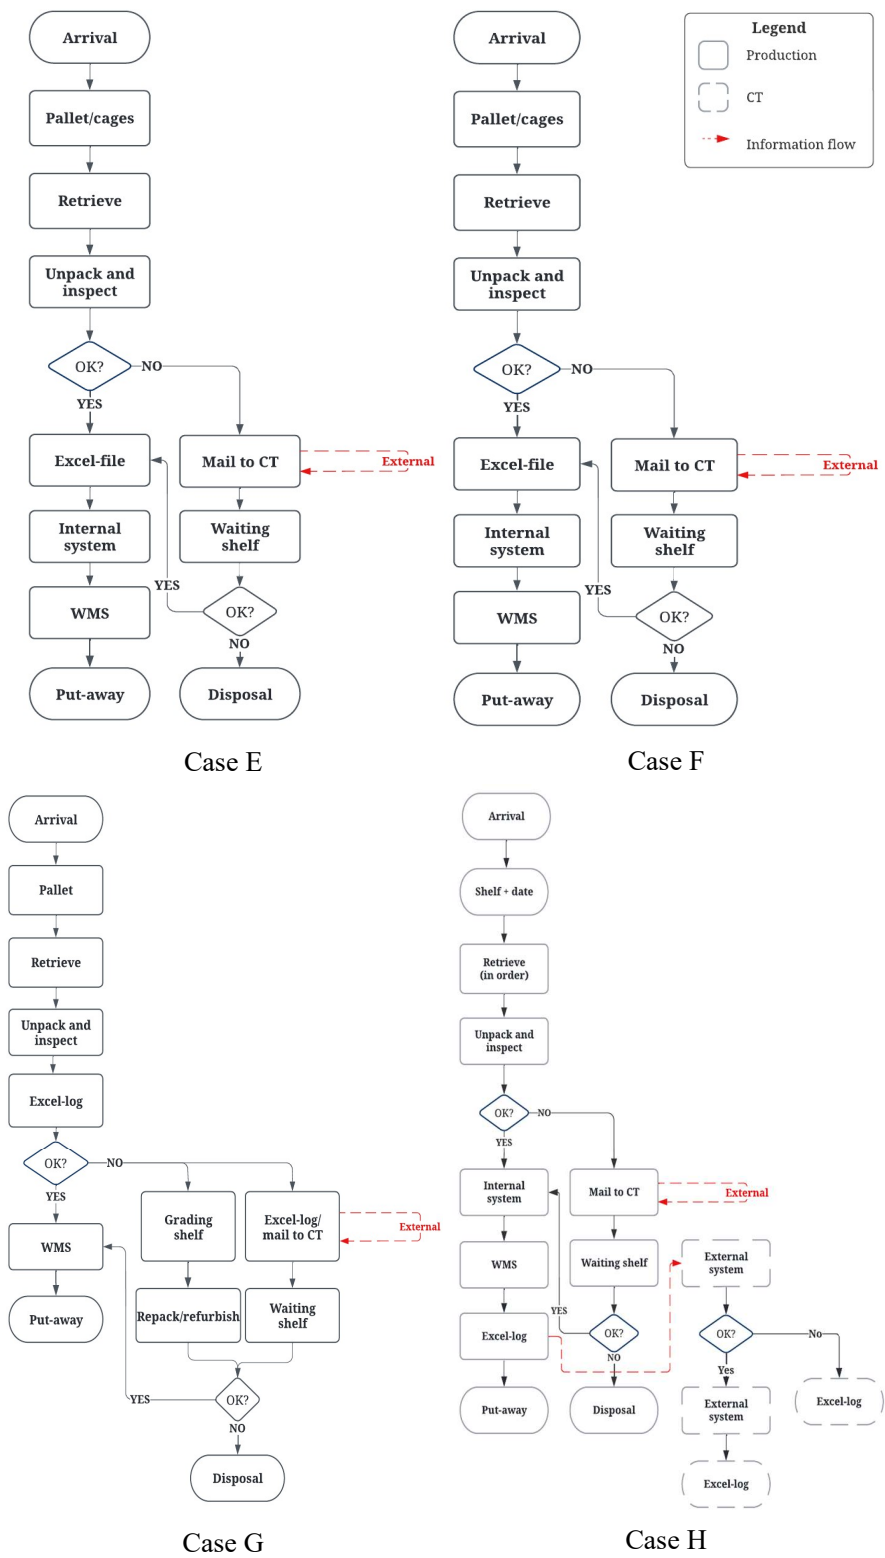 Arrival
Pallet/cages
Retrieve
Unpack and
inspect
OK?
NO
YES
Excel-file
Mail to CT
External
Internal
system
Waiting
shelf
YES
WMS
OK?
NO
Put-away
Disposal
Case E
Arrival
Pallet/cages
Retrieve
Unpack and
inspect
OK?
NO
YES
Excel-file
Mail to CT
External
Internal
system
Waiting
shelf
YES
WMS
OK?
NO
Put-away
Disposal
Case F
Legend
Production
CT
Information flow
Arrival
Pallet
Retrieve
Unpack and
inspect
Excel-log
OK?
NO
YES
Grading
shelf
Excel-log/
mail to CT
External
WMS
Put-away
Repack/refurbish
Waiting
shelf
YES
OK?
NO
Disposal
Case G
Arrival
Shelf + date
Retrieve
(in order)
Unpack and
inspect
OK?
NO
YES
Internal
system
Mail to CT
External
WMS
Waiting shelf
External
system
YES
Excel-log
OK?
NO
OK?
No
Yes
Put-away
Disposal
External
system
Excel-log
Excel-log
Case H